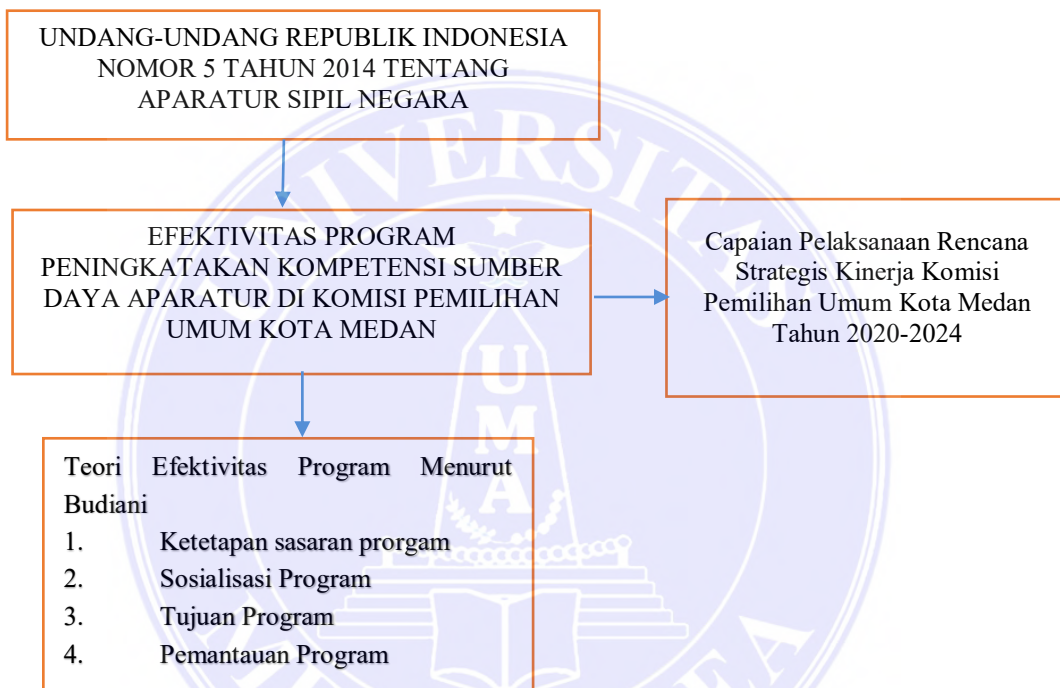 UNDANG-UNDANG REPUBLIK INDONESIA
NOMOR 5 TAHUN 2014 TENTANG
APARATUR SIPIL NEGARA
EFEKTIVITAS PROGRAM
PENINGKATAKAN KOMPETENSI SUMBER
DAYA APARATUR DI KOMISI PEMILIHAN
UMUM KOTA MEDAN
Capaian Pelaksanaan Rencana
Strategis Kinerja Komisi
Pemilihan Umum Kota Medan
Tahun 2020-2024
Teori Efektivitas Program Menurut
Budiani
1. Ketetapan sasaran prorgam
2. Sosialisasi Program
3. Tujuan Program
4. Pemantauan Program
UNIVERSITAS
U
M
A